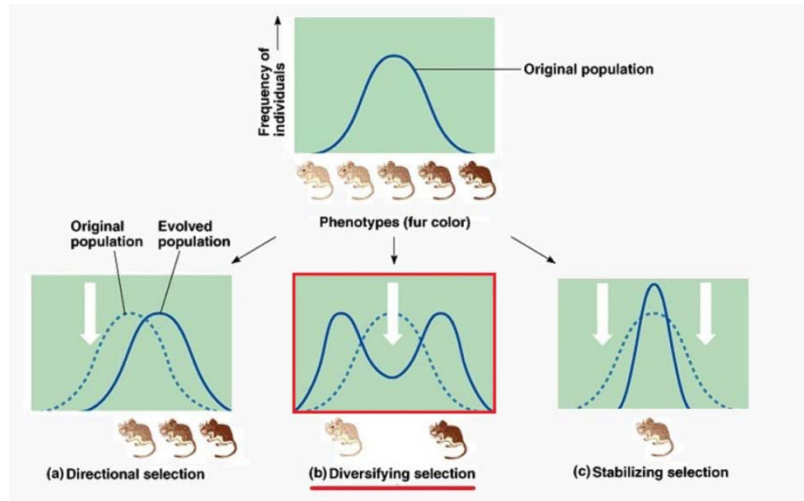 Frequency of
individuals
Original population
Phenotypes (fur color)
Original
population
Evolved
population
(a) Directional selection
(b) Diversifying selection
(c) Stabilizing selection